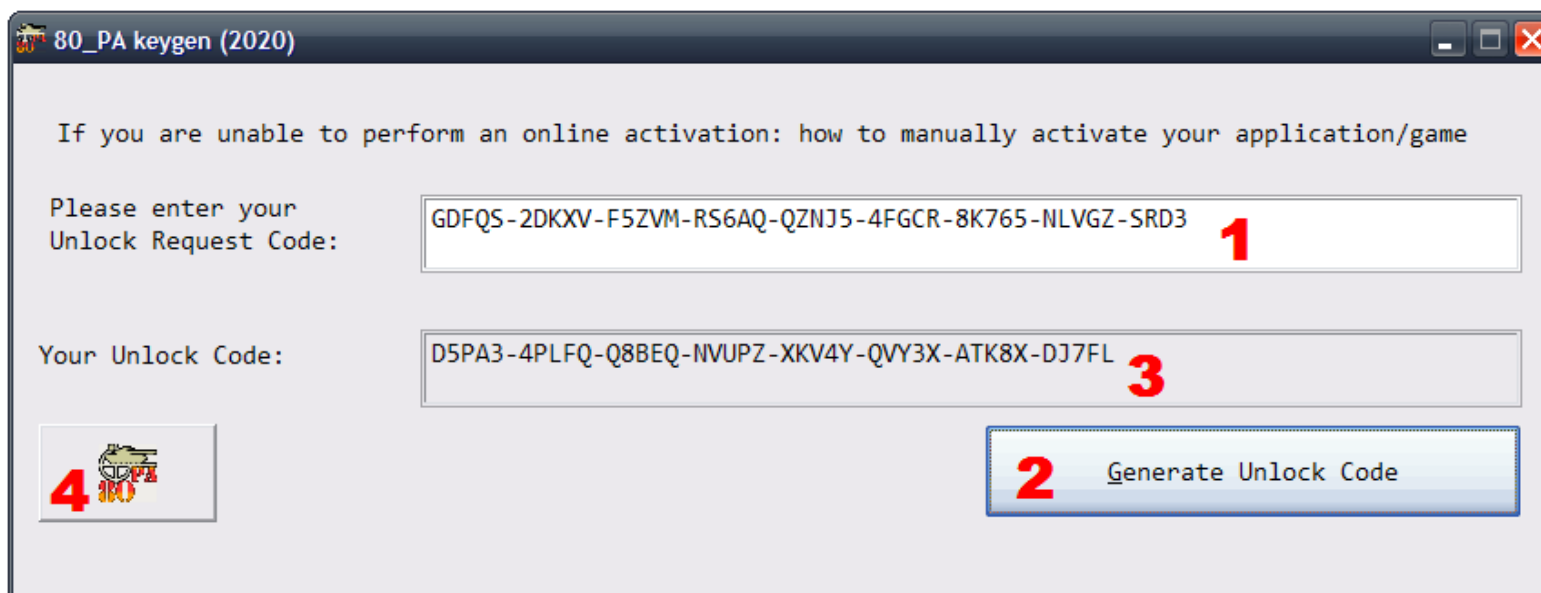 80_PA keygen (2020)
If you are unable to perform an online activation: how to manually activate your application/game
Please enter your
Unlock Request Code:
GDFQS-2DKXV-F5ZVM-RS6AQ-QZNJ5-4FGCR-8K765-NLVGZ-SRD3
1
Your Unlock Code:
D5PA3-4PLFQ-Q8BEQ-NVUPZ-XKV4Y-QVY3X-ATK8X-DJ7FL
3
4
80
PA
2
Generate Unlock Code